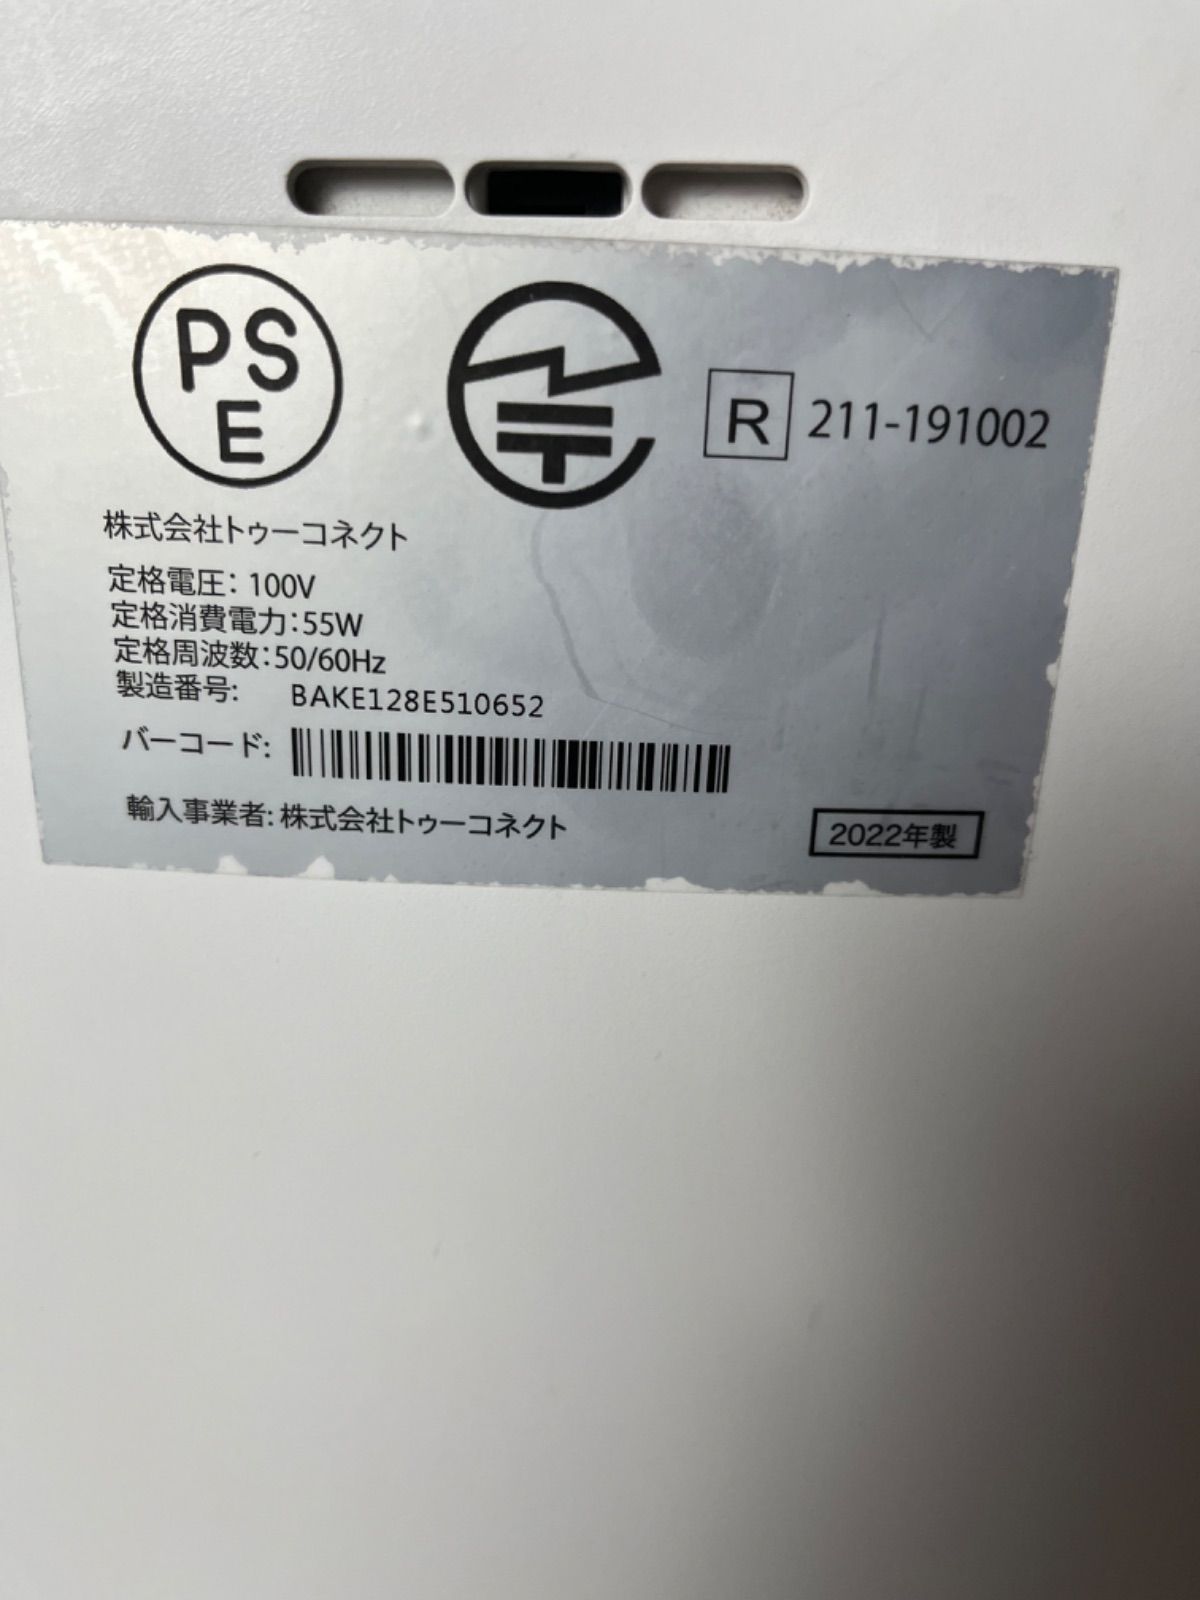 PS
E
R 211-191002
株式会社トゥーコネクト
定格電圧: 100V
定格消費電力:55W
定格周波数:50/60Hz
製造番号: BAKE128E510652
バーコード:
輸入事業者: 株式会社トゥーコネクト
2022年製